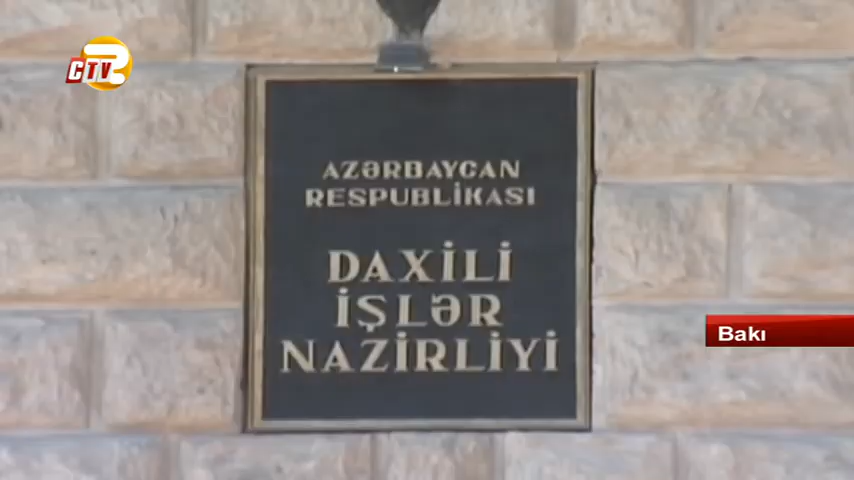 CTV
AZƏRBAYCAN
RESPUBLİKASI
DAXİLİ
İŞLƏR
NAZİRLİYİ
Bakı